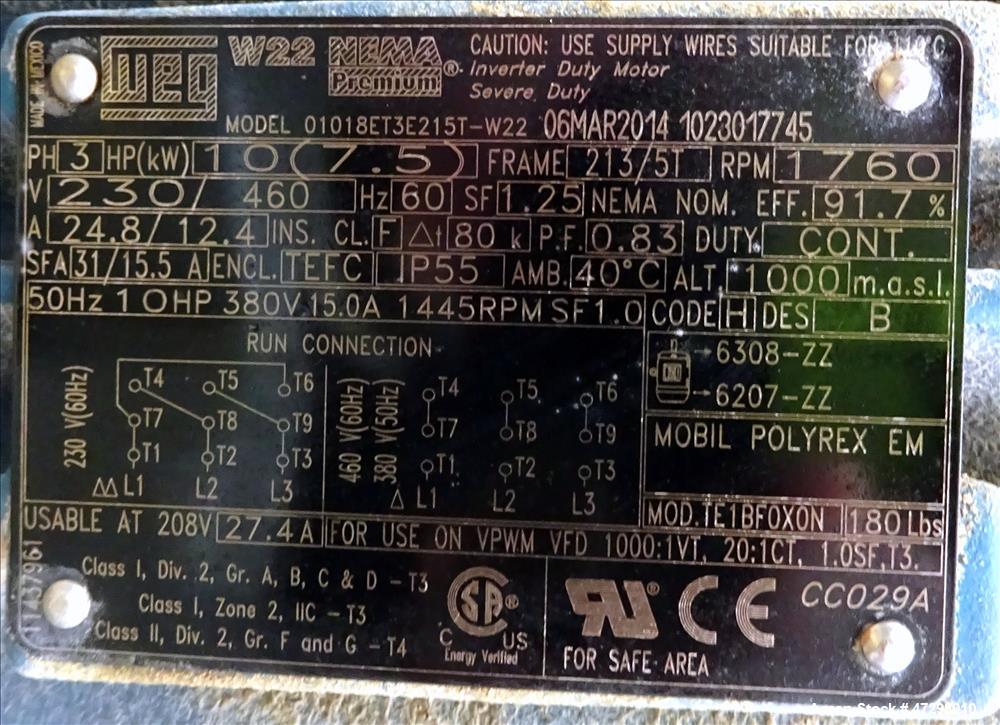 MADE IN MEXICO
WEG W22 NEMA Premium® CAUTION: USE SUPPLY WIRES SUITABLE FOR 110°C
Inverter Duty Motor
Severe Duty
MODEL 01018ET3E215T-W22 06MAR2014 1023017745
PH 3 HP(kW) 10(7.5) FRAME 213/5T RPM 1760
V 230/ 460 Hz 60 SF 1.25 NEMA NOM. EFF. 91.7 %
A 24.8/ 12.4 INS. CL. F Δt 80 k P.F. 0.83 DUTY CONT.
SFA 31/15.5 A ENCL. TEFC IP55 AMB. 40°C ALT. 1000 m.a.s.l.
50Hz 10HP 380V 15.0A 1445RPM SF1.0 CODE H DES B
RUN CONNECTION
230 V(60Hz)
T4 T5 T6
T7 T8 T9
T1 T2 T3
ΔΔ L1 L2 L3
460 V(60Hz)
380 V(50Hz)
T4 T5 T6
T7 T8 T9
T1 T2 T3
Δ L1 L2 L3
6308-ZZ
6207-ZZ
MOBIL POLYREX EM
MOD.TE1BF0X0N 180Lbs
USABLE AT 208V 27.4 A FOR USE ON VPWM VFD 1000:1VT, 20:1CT, 1.0SF,T3.
11437961
Class I, Div. 2, Gr. A, B, C & D - T3
Class I, Zone 2, IIC - T3
Class II, Div. 2, Gr. F and G - T4
SA®
C US
Energy Verified
RU® CE CC029A
FOR SAFE AREA
Stock # 47299010